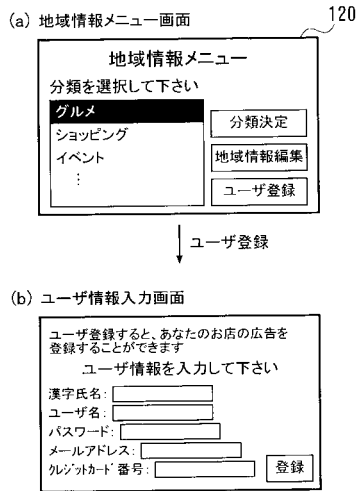 (a) 地域情報メニュー画面
120
地域情報メニュー
分類を選択して下さい
グルメ
ショッピング
イベント
⋮
分類決定
地域情報編集
ユーザ登録
ユーザ登録
(b) ユーザ情報入力画面
ユーザ登録すると、あなたのお店の広告を
登録することができます
ユーザ情報を入力して下さい
漢字氏名:
ユーザ名:
パスワード:
メールアドレス:
クレジットカード番号:
登録